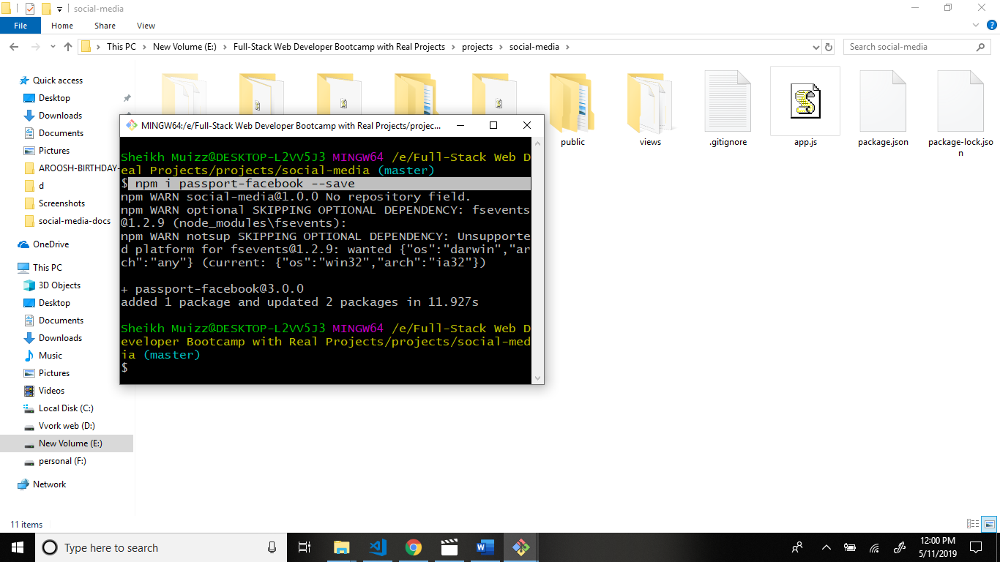 social-media
File Home Share View
This PC New Volume (E:) Full-Stack Web Developer Bootcamp with Real Projects projects social-media
Search social-media
Quick access
Desktop
Downloads
Documents
Pictures
AROOSH-BIRTHDAY-
d
Screenshots
social-media-docs
OneDrive
This PC
3D Objects
Desktop
Documents
Downloads
Music
Pictures
Videos
Local Disk (C:)
Vvork web (D:)
New Volume (E:)
personal (F:)
Network
public
views
.gitignore
app.js
package.json
package-lock.jso
n
MINGW64:/e/Full-Stack Web Developer Bootcamp with Real Projects/projec...
Sheikh Muizz@DESKTOP-L2VV5J3 MINGW64 /e/Full-Stack Web D
eal Projects/projects/social-media (master)
$ npm i passport-facebook --save
npm WARN social-media@1.0.0 No repository field.
npm WARN optional SKIPPING OPTIONAL DEPENDENCY: fsevents
@1.2.9 (node_modules\fsevents):
npm WARN notsup SKIPPING OPTIONAL DEPENDENCY: Unsupporte
d platform for fsevents@1.2.9: wanted {"os":"darwin","ar
ch":"any"} (current: {"os":"win32","arch":"ia32"})
+ passport-facebook@3.0.0
added 1 package and updated 2 packages in 11.927s
Sheikh Muizz@DESKTOP-L2VV5J3 MINGW64 /e/Full-Stack Web D
eveloper Bootcamp with Real Projects/projects/social-med
ia (master)
$
11 items
Type here to search
12:00 PM
5/11/2019